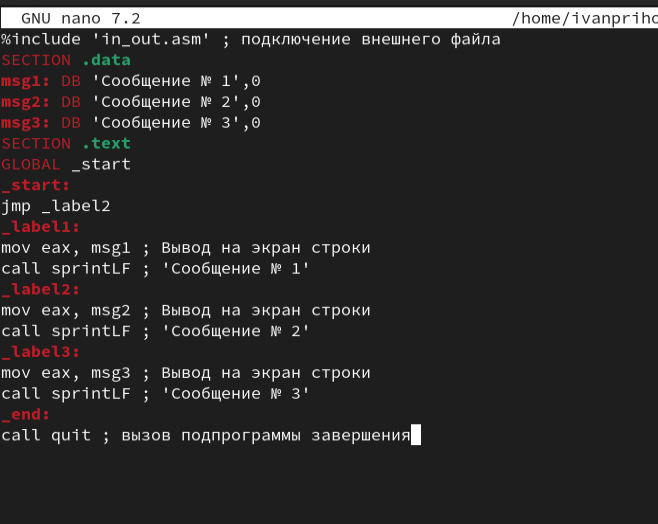 GNU nano 7.2 /home/ivanpriho
%include 'in_out.asm' ; подключение внешнего файла
SECTION .data
msg1: DB 'Сообщение № 1',0
msg2: DB 'Сообщение № 2',0
msg3: DB 'Сообщение № 3',0
SECTION .text
GLOBAL _start
_start:
jmp _label2
_label1:
mov eax, msg1 ; Вывод на экран строки
call sprintLF ; 'Сообщение № 1'
_label2:
mov eax, msg2 ; Вывод на экран строки
call sprintLF ; 'Сообщение № 2'
_label3:
mov eax, msg3 ; Вывод на экран строки
call sprintLF ; 'Сообщение № 3'
_end:
call quit ; вызов подпрограммы завершения